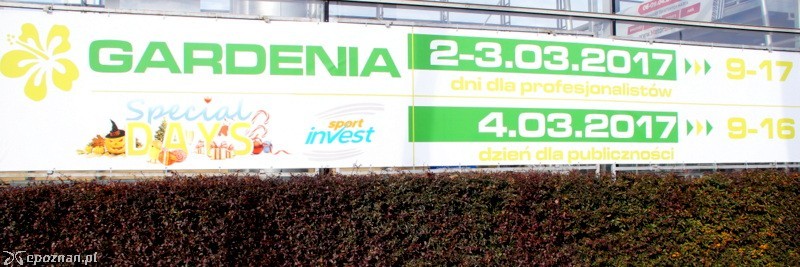 GARDENIA
2-3.03.2017 9-17
dni dla profesjonalistów
Special
DAYS
sport
invest
4.03.2017 9-16
dzień dla publiczności
epoznan.pl